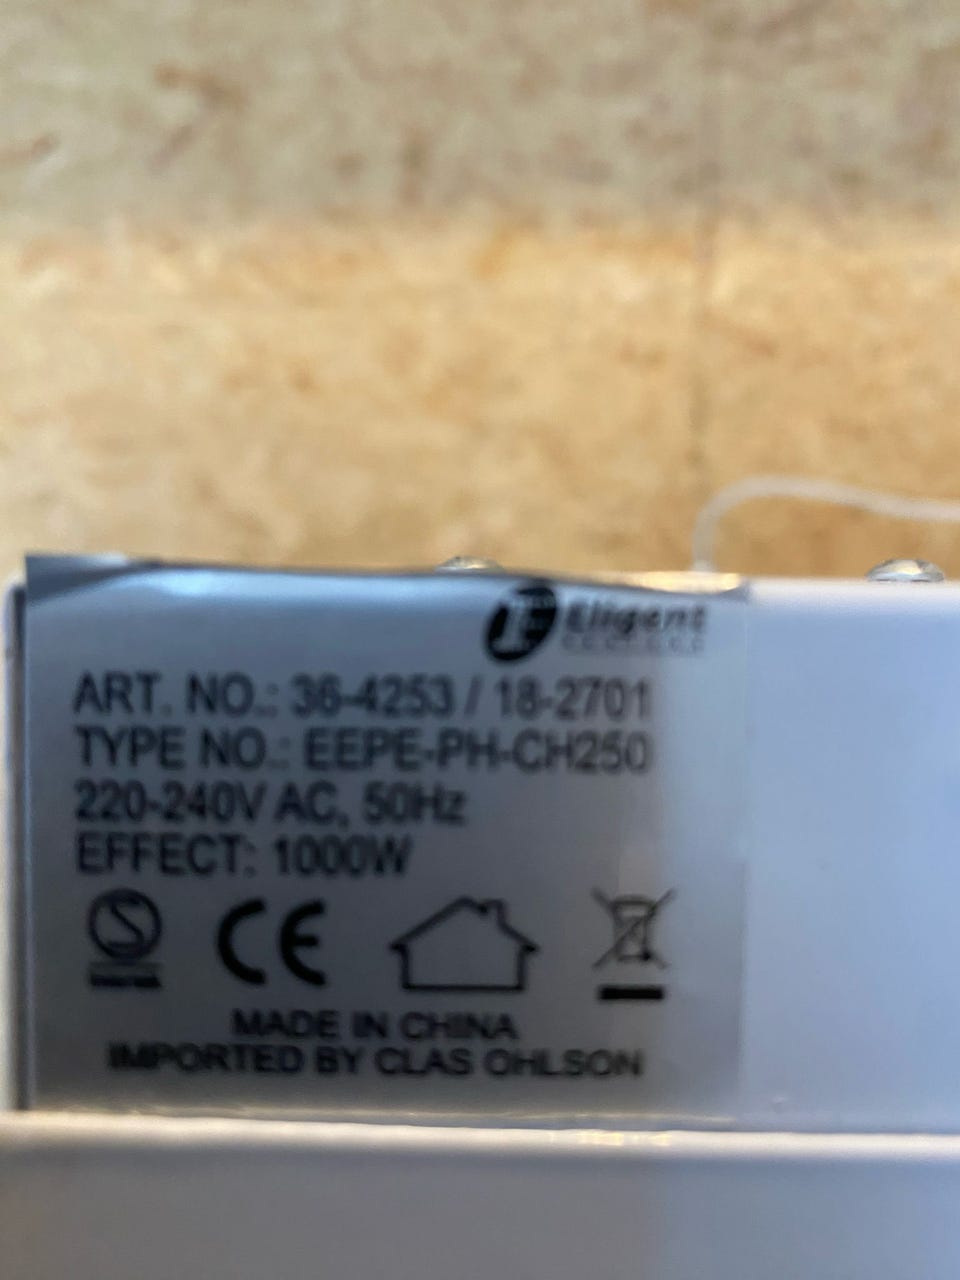 Eligent
ART. NO.: 36-4253 / 18-2701
TYPE NO.: EEPE-PH-CH250
220-240V AC, 50Hz
EFFECT: 1000W
CE
MADE IN CHINA
IMPORTED BY CLAS OHLSON